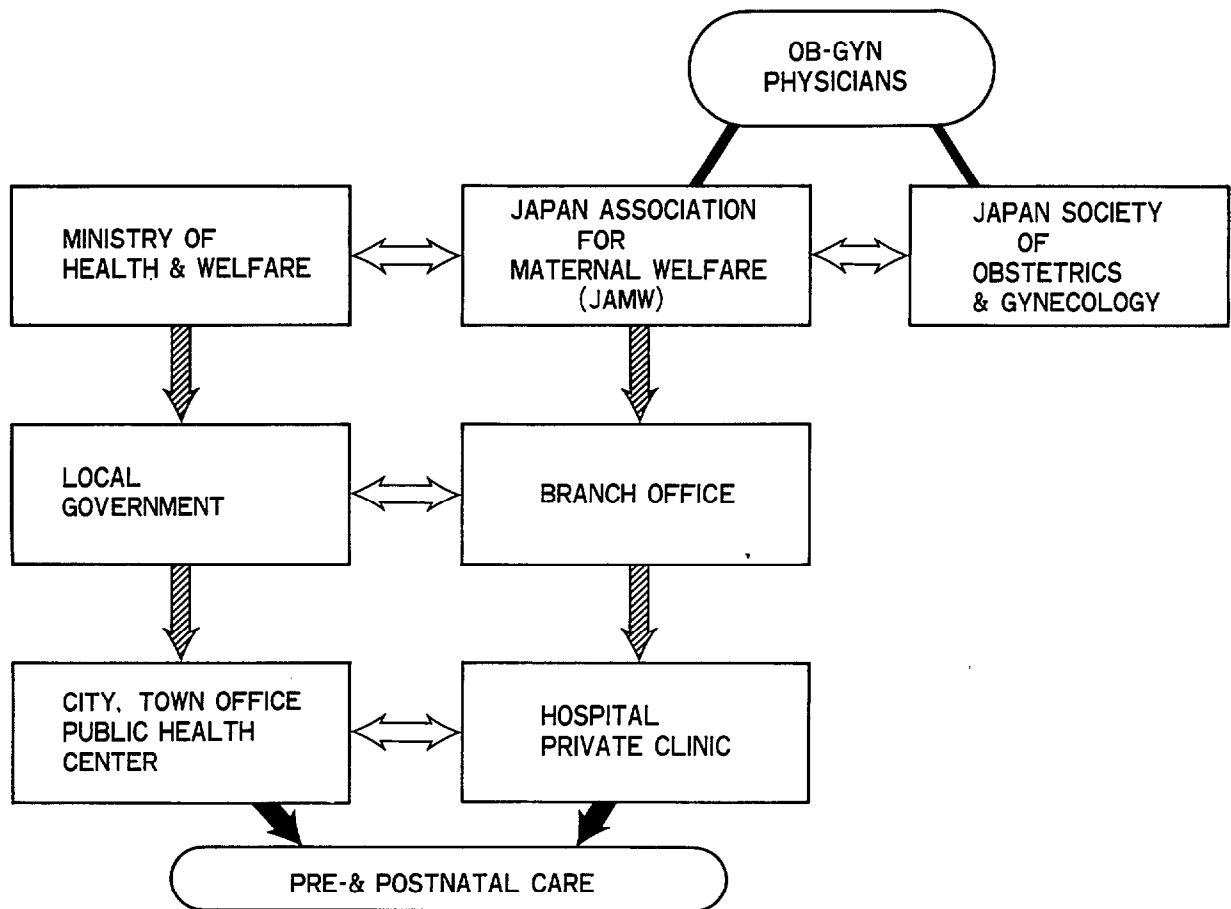 OB-GYN
PHYSICIANS
MINISTRY OF
HEALTH & WELFARE
JAPAN ASSOCIATION
FOR
MATERNAL WELFARE
(JAMW)
JAPAN SOCIETY
OF
OBSTETRICS
& GYNECOLOGY
LOCAL
GOVERNMENT
BRANCH OFFICE
CITY, TOWN OFFICE
PUBLIC HEALTH
CENTER
HOSPITAL
PRIVATE CLINIC
PRE-& POSTNATAL CARE